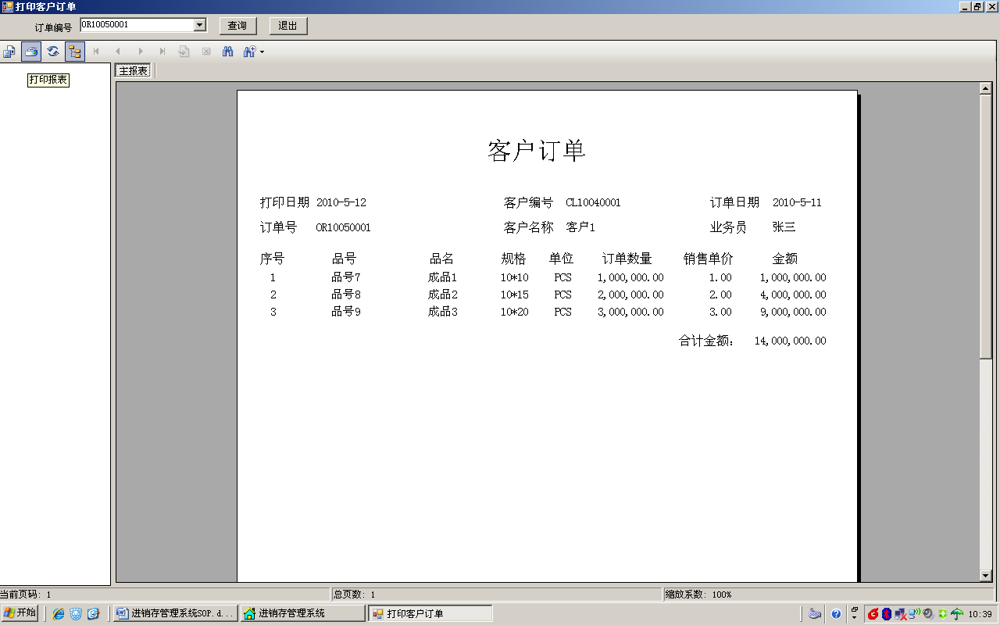 打印客户订单
订单编号 OR10050001 查询 退出
打印报表
主报表
客户订单
打印日期 2010-5-12 客户编号 CL10040001 订单日期 2010-5-11
订单号 OR10050001 客户名称 客户1 业务员 张三
序号 品号 品名 规格 单位 订单数量 销售单价 金额
1 品号7 成品1 10*10 PCS 1,000,000.00 1.00 1,000,000.00
2 品号8 成品2 10*15 PCS 2,000,000.00 2.00 4,000,000.00
3 品号9 成品3 10*20 PCS 3,000,000.00 3.00 9,000,000.00
合计金额: 14,000,000.00
当前页码: 1 总页数: 1 缩放系数: 100%
开始 进销存管理系统SOP.d... 进销存管理系统 打印客户订单 10:39